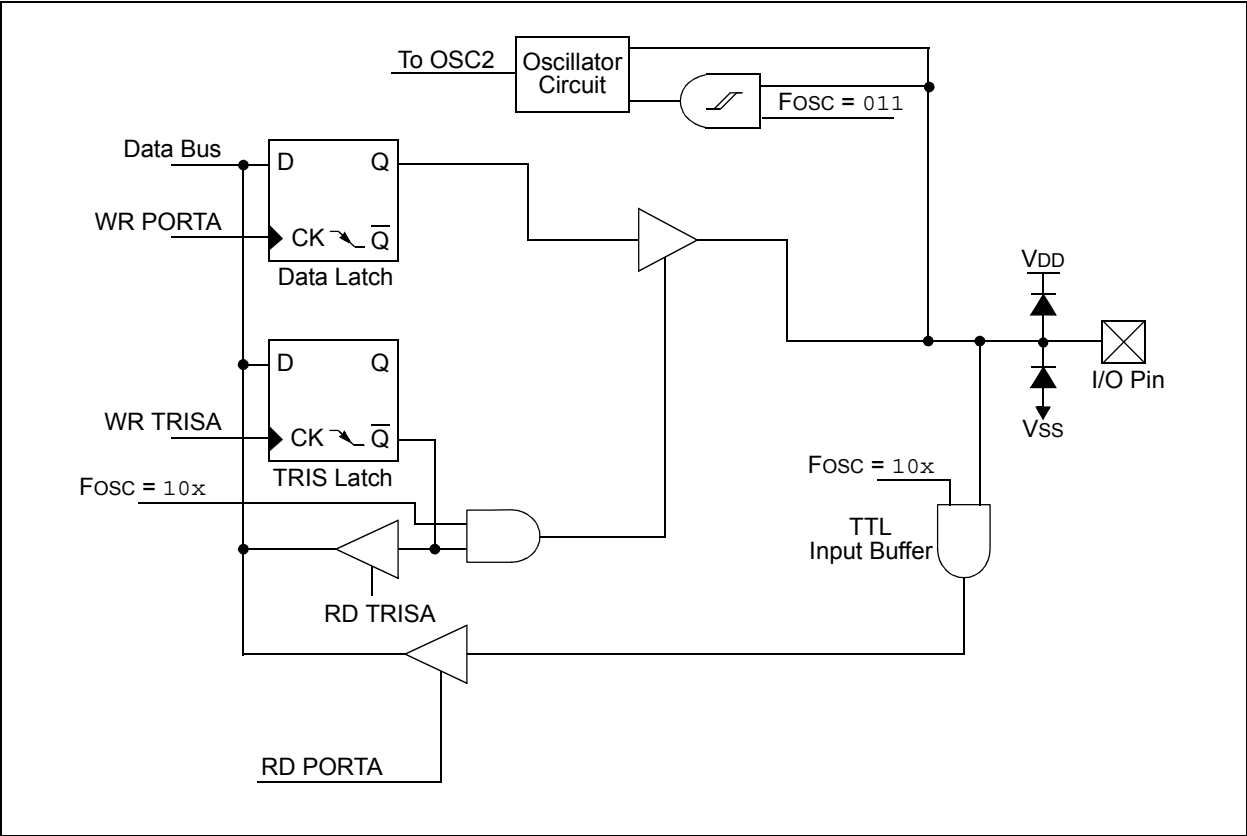 To OSC2
Oscillator
Circuit
FOSC = 011
Data Bus
D
Q
WR PORTA
CK
Q
Data Latch
VDD
D
Q
I/O Pin
WR TRISA
CK
Q
VSS
TRIS Latch
FOSC = 10x
FOSC = 10x
TTL
Input Buffer
RD TRISA
RD PORTA